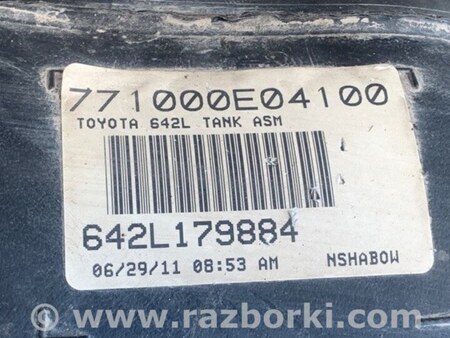 771000E04100
TOYOTA 642L TANK ASM
642L179884
06/29/11 08:53 AM NSHABOW
www.razborki.com